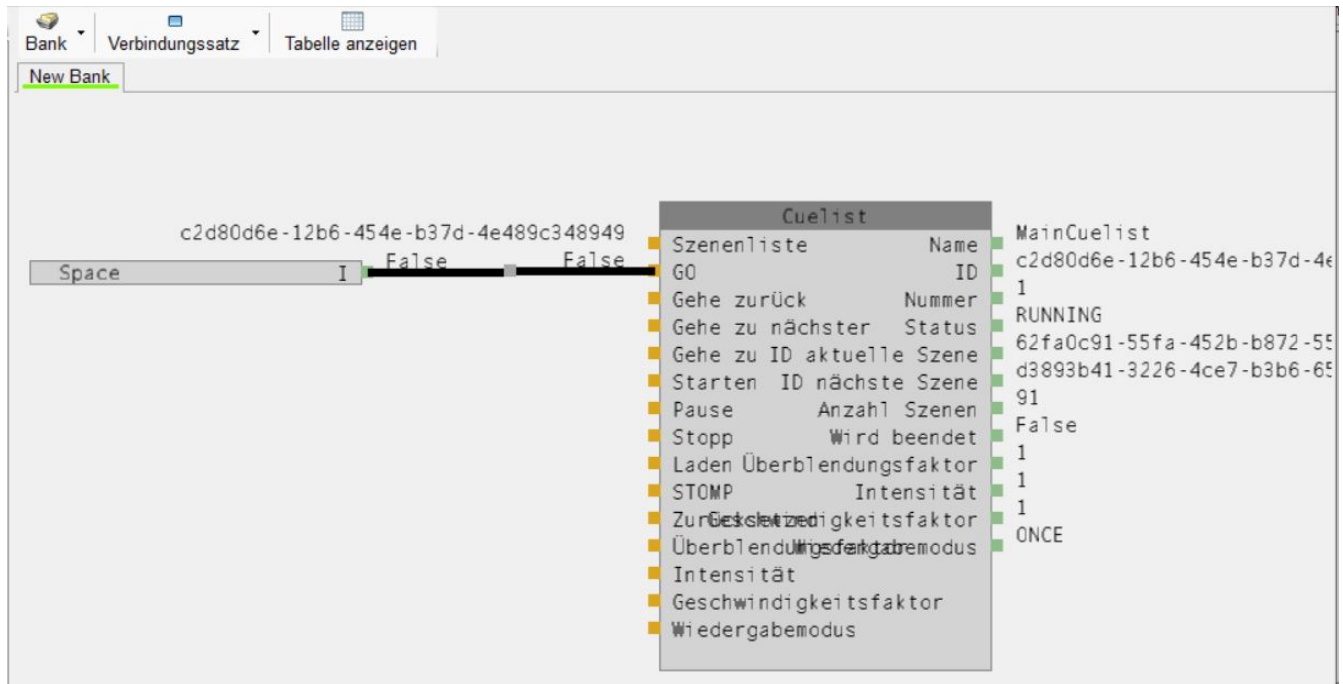 Bank Verbindungssatz Tabelle anzeigen
New Bank
Cuelist
c2d80d6e-12b6-454e-b37d-4e489c348949 Szenenliste Name MainCuelist
Space I False False GO ID c2d80d6e-12b6-454e-b37d-4e
Gehe zurück Nummer 1
Gehe zu nächster Status RUNNING
Gehe zu ID aktuelle Szene 62fa0c91-55fa-452b-b872-55
Starten ID nächste Szene d3893b41-3226-4ce7-b3b6-65
Pause Anzahl Szenen 91
Stopp Wird beendet False
Laden Überblendungsfaktor 1
STOMP Intensität 1
Zurücksetzen Geschwindigkeitsfaktor 1
Überblendungsfaktor Wiedergabemodus ONCE
Intensität
Geschwindigkeitsfaktor
Wiedergabemodus